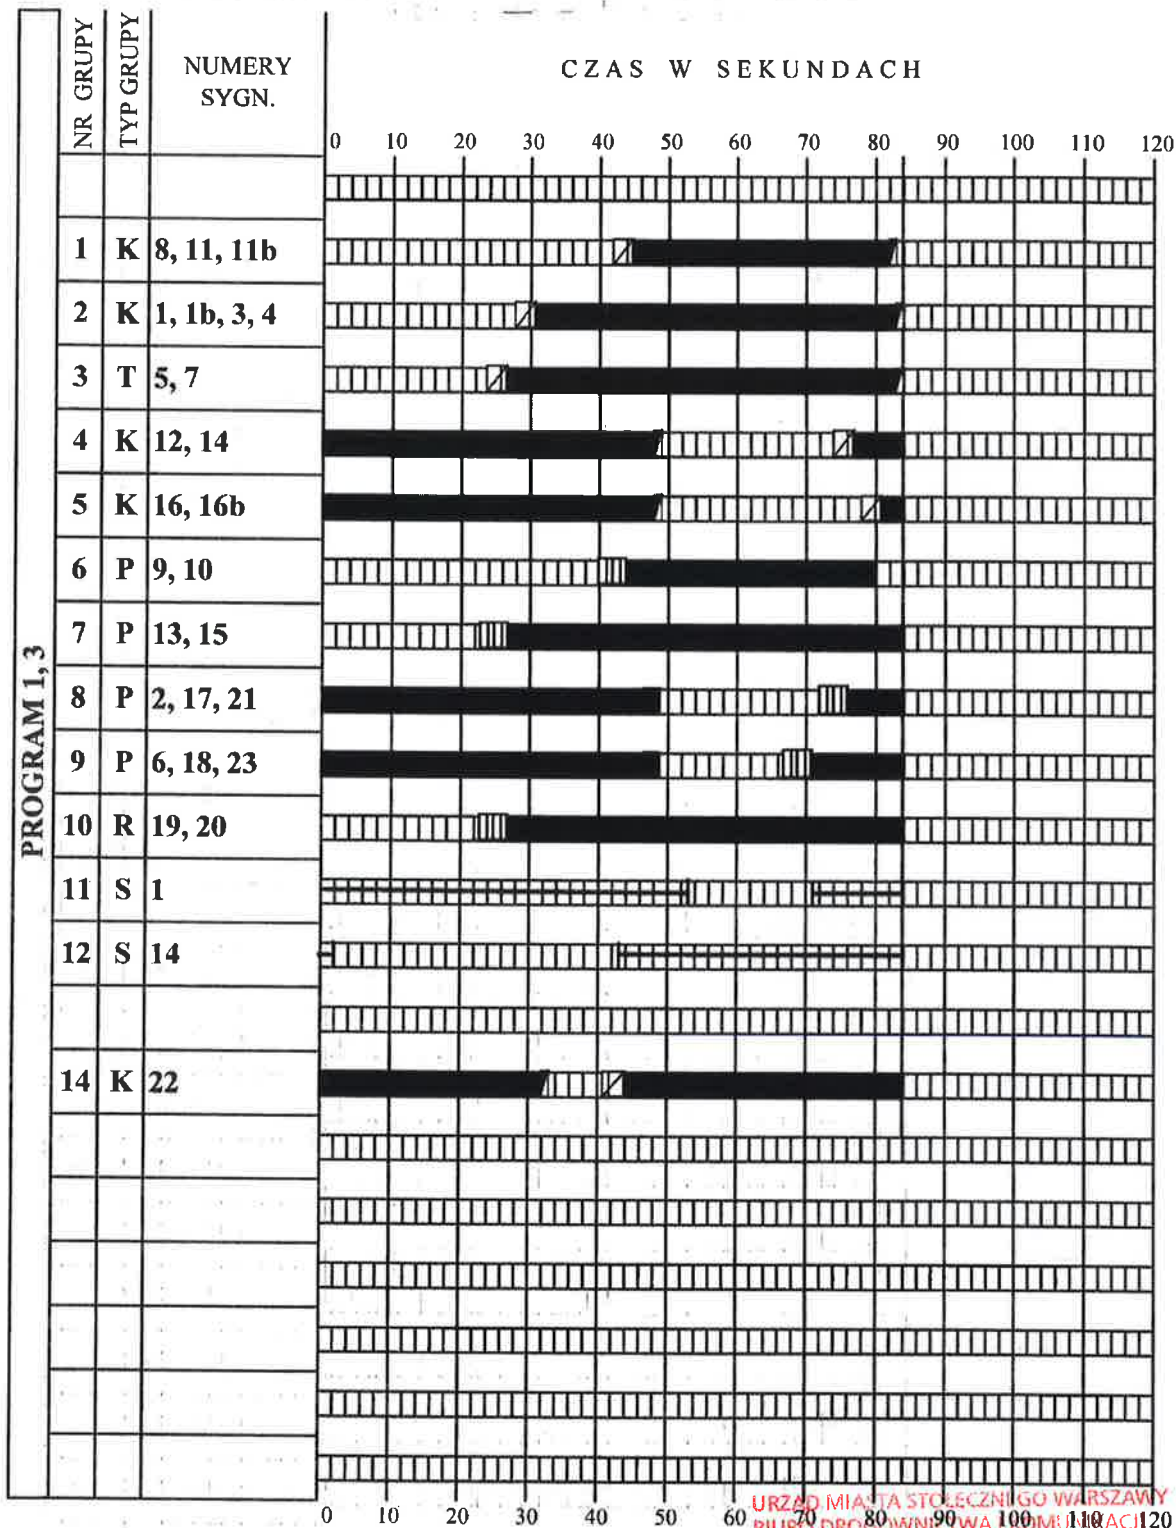 PROGRAM 1, 3
NR GRUPY
TYP GRUPY
NUMERY
SYGN.
CZAS W SEKUNDACH
0 10 20 30 40 50 60 70 80 90 100 110 120
1 K 8, 11, 11b
2 K 1, 1b, 3, 4
3 T 5, 7
4 K 12, 14
5 K 16, 16b
6 P 9, 10
7 P 13, 15
8 P 2, 17, 21
9 P 6, 18, 23
10 R 19, 20
11 S 1
12 S 14
14 K 22
URZĄD MIASTA STOŁECZNEGO WARSZAWY
0 10 20 30 40 50 60 70 80 90 100 110 120